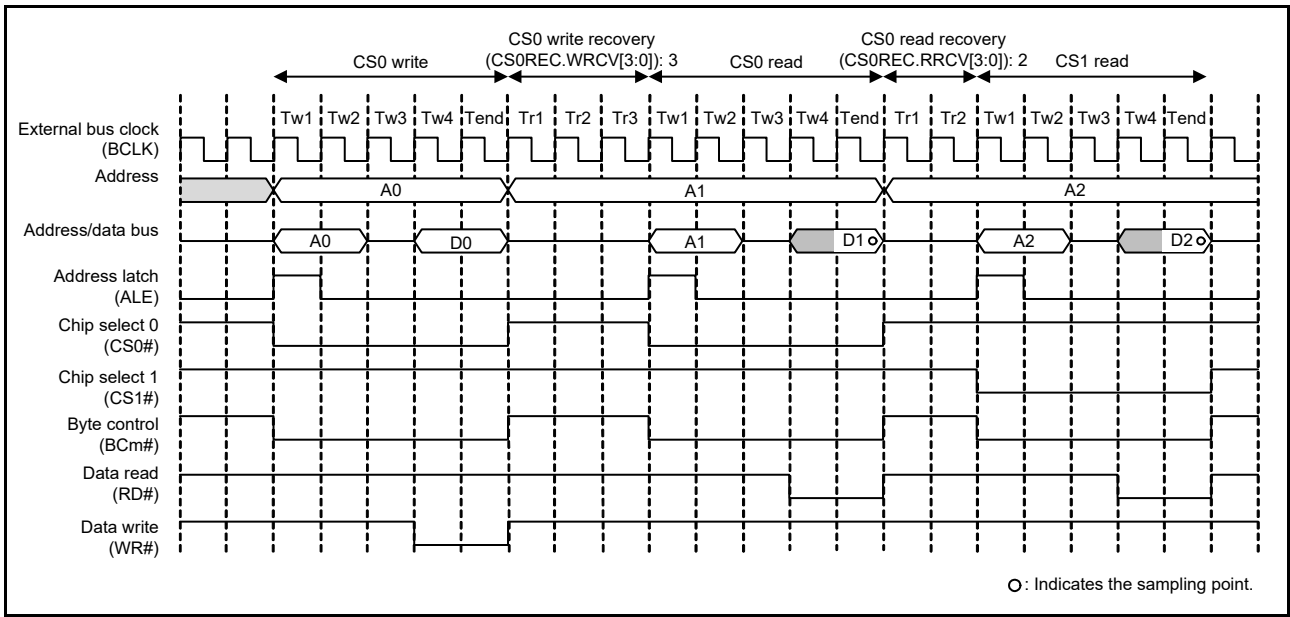 CS0 write recovery
CS0 read recovery
CS0 write
(CS0REC.WRCV[3:0]): 3
CS0 read
(CS0REC.RRCV[3:0]): 2
CS1 read
Tw1 Tw2 Tw3 Tw4 Tend Tr1 Tr2 Tr3 Tw1 Tw2 Tw3 Tw4 Tend Tr1 Tr2 Tw1 Tw2 Tw3 Tw4 Tend
External bus clock
(BCLK)
Address
A0 A1 A2
Address/data bus
A0 D0 A1 D1 A2 D2
Address latch
(ALE)
Chip select 0
(CS0#)
Chip select 1
(CS1#)
Byte control
(BCm#)
Data read
(RD#)
Data write
(WR#)
: Indicates the sampling point.